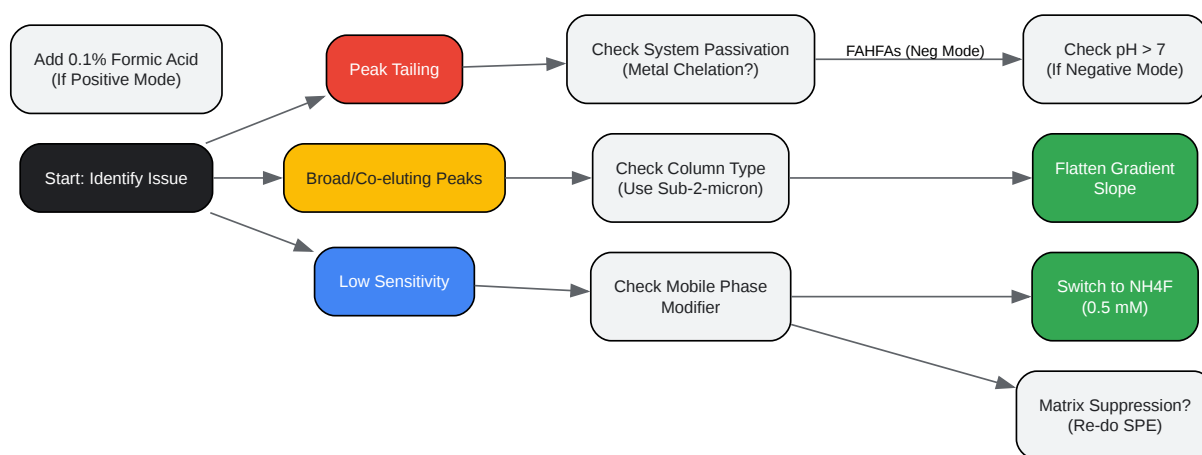 Add 0.1% Formic Acid
(If Positive Mode)
Peak Tailing
Check System Passivation
(Metal Chelation?)
FAHFAs (Neg Mode)
Check pH > 7
(If Negative Mode)
Start: Identify Issue
Broad/Co-eluting Peaks
Check Column Type
(Use Sub-2-micron)
Flatten Gradient
Slope
Low Sensitivity
Check Mobile Phase
Modifier
Switch to NH4F
(0.5 mM)
Matrix Suppression?
(Re-do SPE)